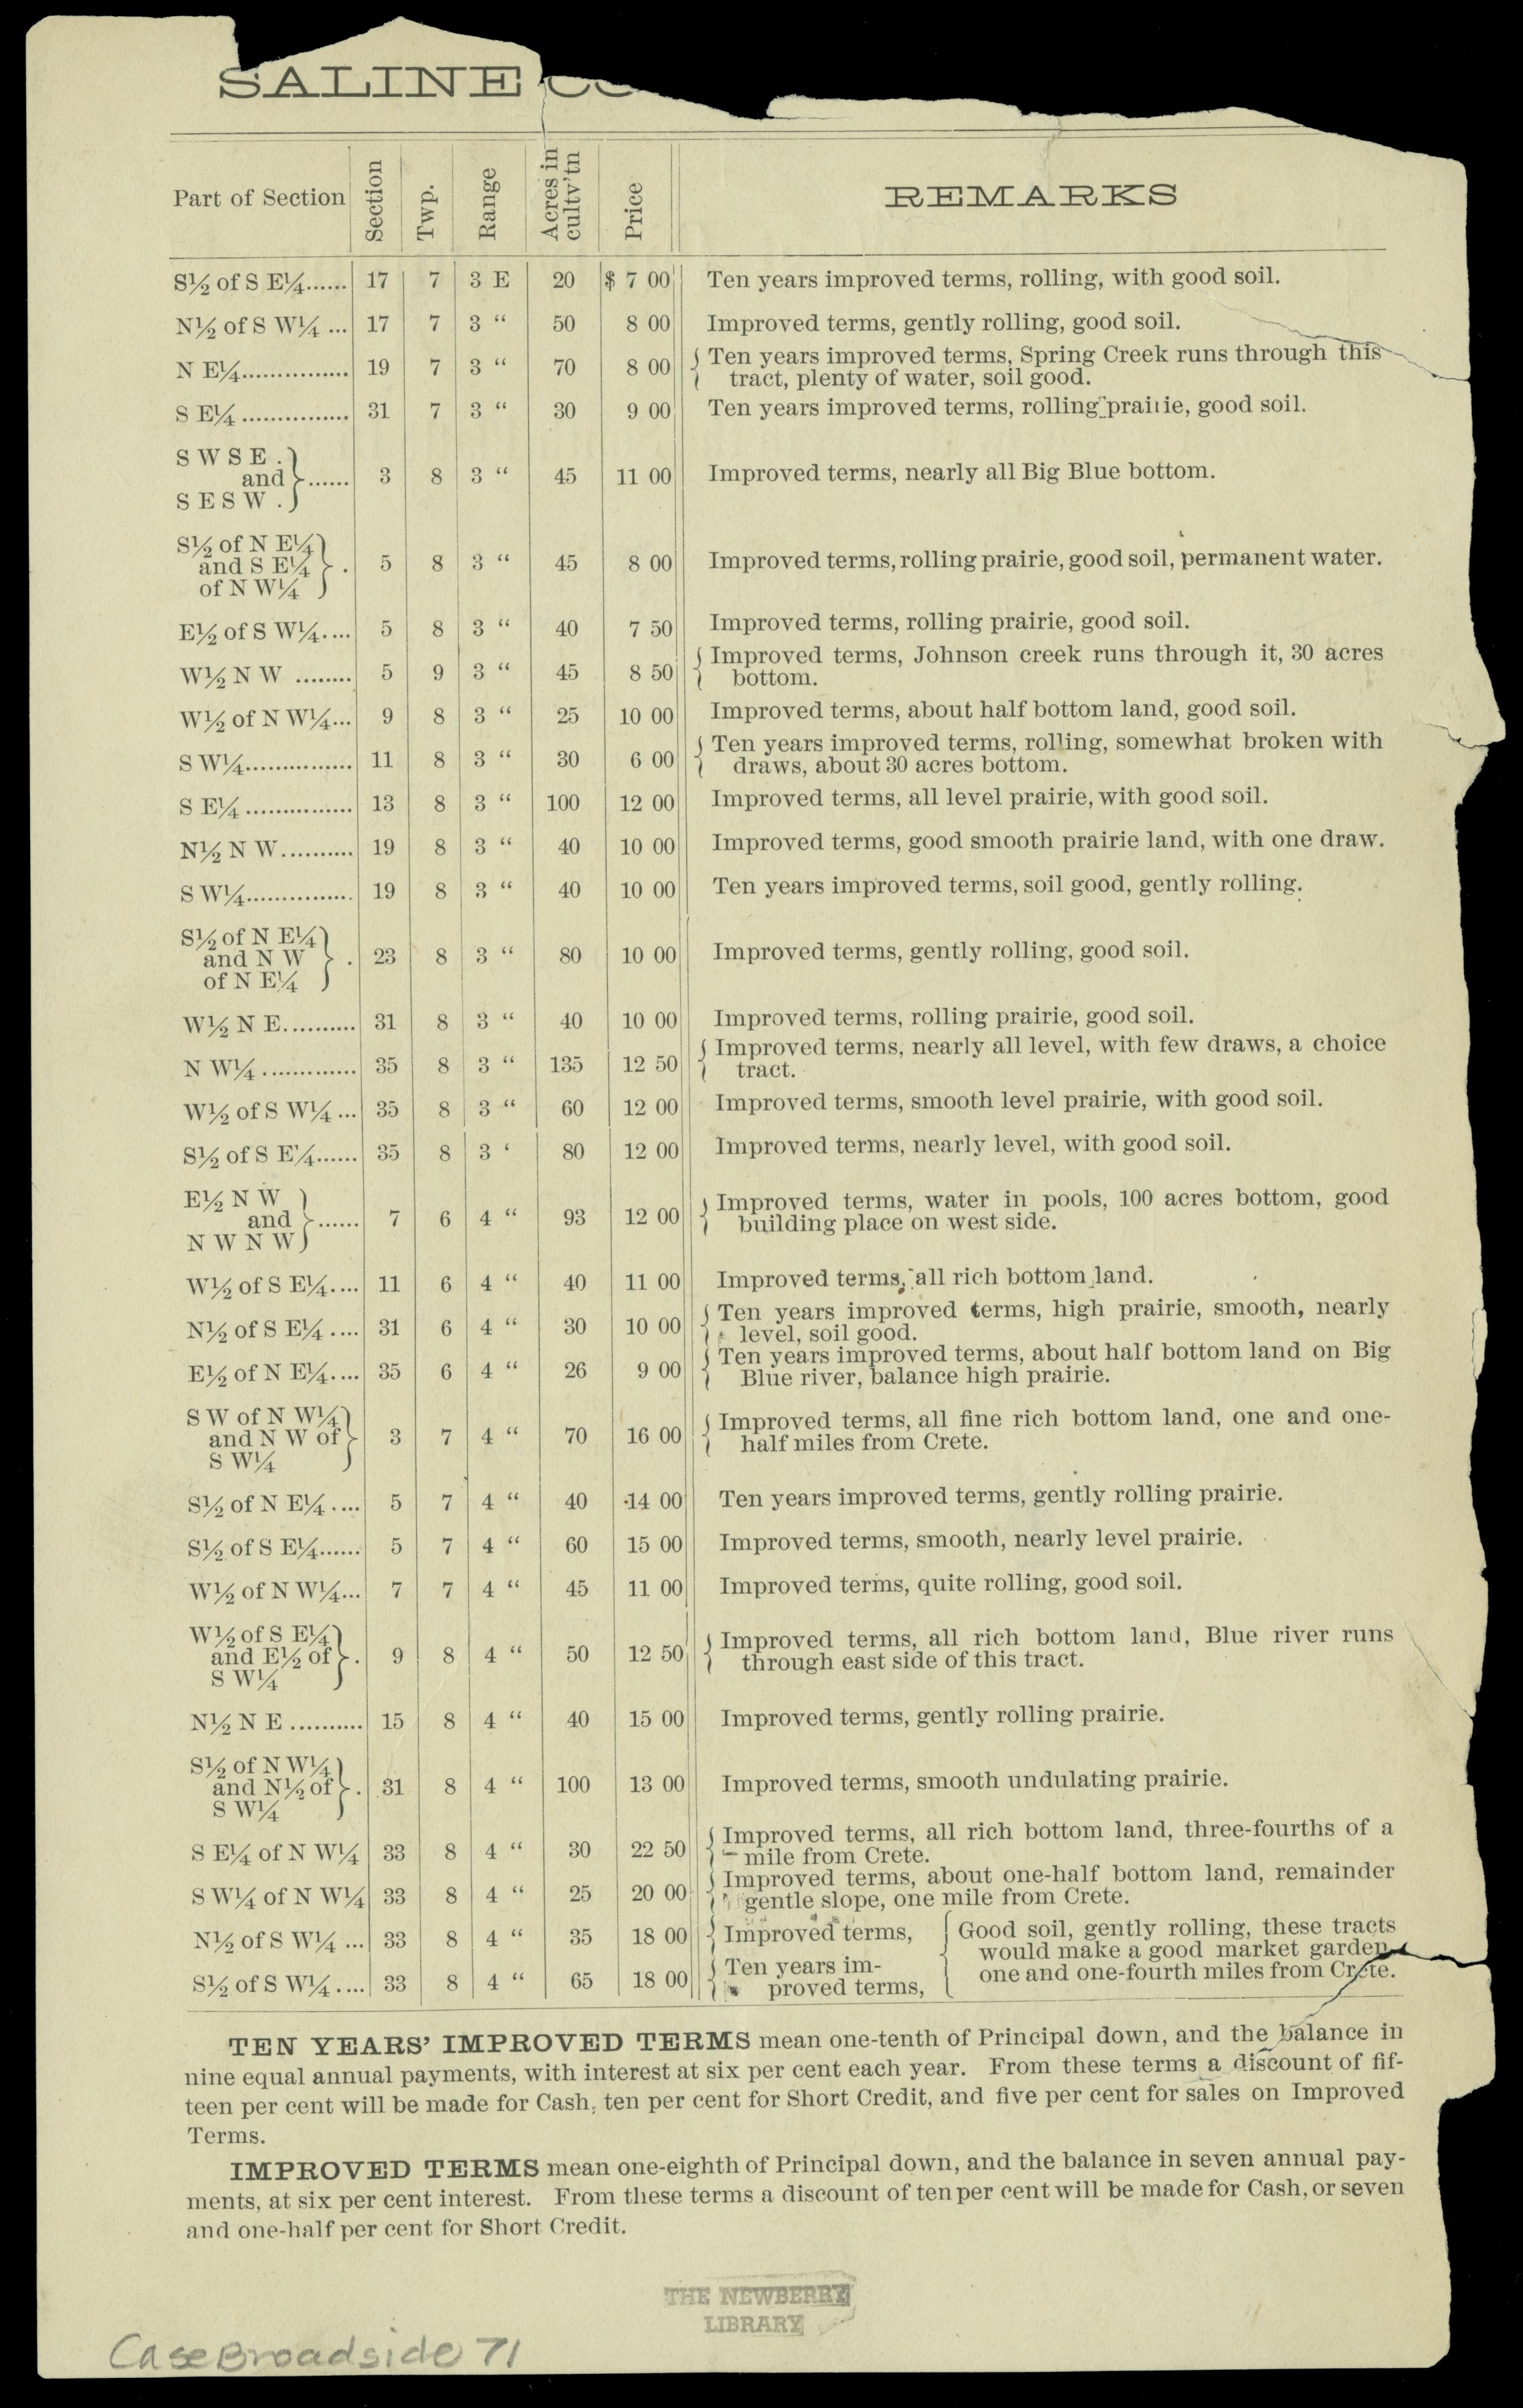 SALINE
Part of Section Section Twp. Range Acres in cultv'tn Price REMARKS
S½ of S E¼...... 17 7 3 E 20 $ 7 00 Ten years improved terms, rolling, with good soil.
N½ of S W¼ ... 17 7 3 “ 50 8 00 Improved terms, gently rolling, good soil.
N E¼............... 19 7 3 “ 70 8 00 { Ten years improved terms, Spring Creek runs through this
tract, plenty of water, soil good.
S E¼ ............... 31 7 3 “ 30 9 00 Ten years improved terms, rolling prairie, good soil.
S W S E .
and } ...... 3 8 3 “ 45 11 00 Improved terms, nearly all Big Blue bottom.
S E S W .
S½ of N E¼
and S E¼ } . 5 8 3 “ 45 8 00 Improved terms, rolling prairie, good soil, permanent water.
of N W¼
E½ of S W¼.... 5 8 3 “ 40 7 50 Improved terms, rolling prairie, good soil.
W½ N W ........ 5 9 3 “ 45 8 50 { Improved terms, Johnson creek runs through it, 30 acres
bottom.
W½ of N W¼... 9 8 3 “ 25 10 00 Improved terms, about half bottom land, good soil.
S W¼............... 11 8 3 “ 30 6 00 { Ten years improved terms, rolling, somewhat broken with
draws, about 30 acres bottom.
S E¼ ............... 13 8 3 “ 100 12 00 Improved terms, all level prairie, with good soil.
N½ N W.......... 19 8 3 “ 40 10 00 Improved terms, good smooth prairie land, with one draw.
S W¼............... 19 8 3 “ 40 10 00 Ten years improved terms, soil good, gently rolling.
S½ of N E¼
and N W } . 23 8 3 “ 80 10 00 Improved terms, gently rolling, good soil.
of N E¼
W½ N E.......... 31 8 3 “ 40 10 00 Improved terms, rolling prairie, good soil.
N W¼ ............. 35 8 3 “ 135 12 50 { Improved terms, nearly all level, with few draws, a choice
tract.
W½ of S W¼ ... 35 8 3 “ 60 12 00 Improved terms, smooth level prairie, with good soil.
S½ of S E¼...... 35 8 3 ‘ 80 12 00 Improved terms, nearly level, with good soil.
E½ N W
and } ...... 7 6 4 “ 93 12 00 { Improved terms, water in pools, 100 acres bottom, good
building place on west side.
N W N W
W½ of S E¼.... 11 6 4 “ 40 11 00 Improved terms, all rich bottom land.
N½ of S E¼ .... 31 6 4 “ 30 10 00 { Ten years improved terms, high prairie, smooth, nearly
level, soil good.
E½ of N E¼.... 35 6 4 “ 26 9 00 { Ten years improved terms, about half bottom land on Big
Blue river, balance high prairie.
S W of N W¼
and N W of } 3 7 4 “ 70 16 00 { Improved terms, all fine rich bottom land, one and one-
half miles from Crete.
S W¼
S½ of N E¼ .... 5 7 4 “ 40 14 00 Ten years improved terms, gently rolling prairie.
S½ of S E¼...... 5 7 4 “ 60 15 00 Improved terms, smooth, nearly level prairie.
W½ of N W¼... 7 7 4 “ 45 11 00 Improved terms, quite rolling, good soil.
W½ of S E¼
and E½ of } . 9 8 4 “ 50 12 50 { Improved terms, all rich bottom land, Blue river runs
through east side of this tract.
S W¼
N½ N E .......... 15 8 4 “ 40 15 00 Improved terms, gently rolling prairie.
S½ of N W¼
and N½ of } . 31 8 4 “ 100 13 00 Improved terms, smooth undulating prairie.
S W¼
S E¼ of N W¼ 33 8 4 “ 30 22 50 { Improved terms, all rich bottom land, three-fourths of a
mile from Crete.
S W¼ of N W¼ 33 8 4 “ 25 20 00 { Improved terms, about one-half bottom land, remainder
gentle slope, one mile from Crete.
N½ of S W¼ ... 33 8 4 “ 35 18 00 { Improved terms, { Good soil, gently rolling, these tracts
would make a good market garden,
S½ of S W¼.... 33 8 4 “ 65 18 00 { Ten years im-
proved terms, one and one-fourth miles from Crete.
TEN YEARS' IMPROVED TERMS mean one-tenth of Principal down, and the balance in
nine equal annual payments, with interest at six per cent each year. From these terms a discount of fif-
teen per cent will be made for Cash, ten per cent for Short Credit, and five per cent for sales on Improved
Terms.
IMPROVED TERMS mean one-eighth of Principal down, and the balance in seven annual pay-
ments, at six per cent interest. From these terms a discount of ten per cent will be made for Cash, or seven
and one-half per cent for Short Credit.
THE NEWBERRY
LIBRARY
Case Broadside 71